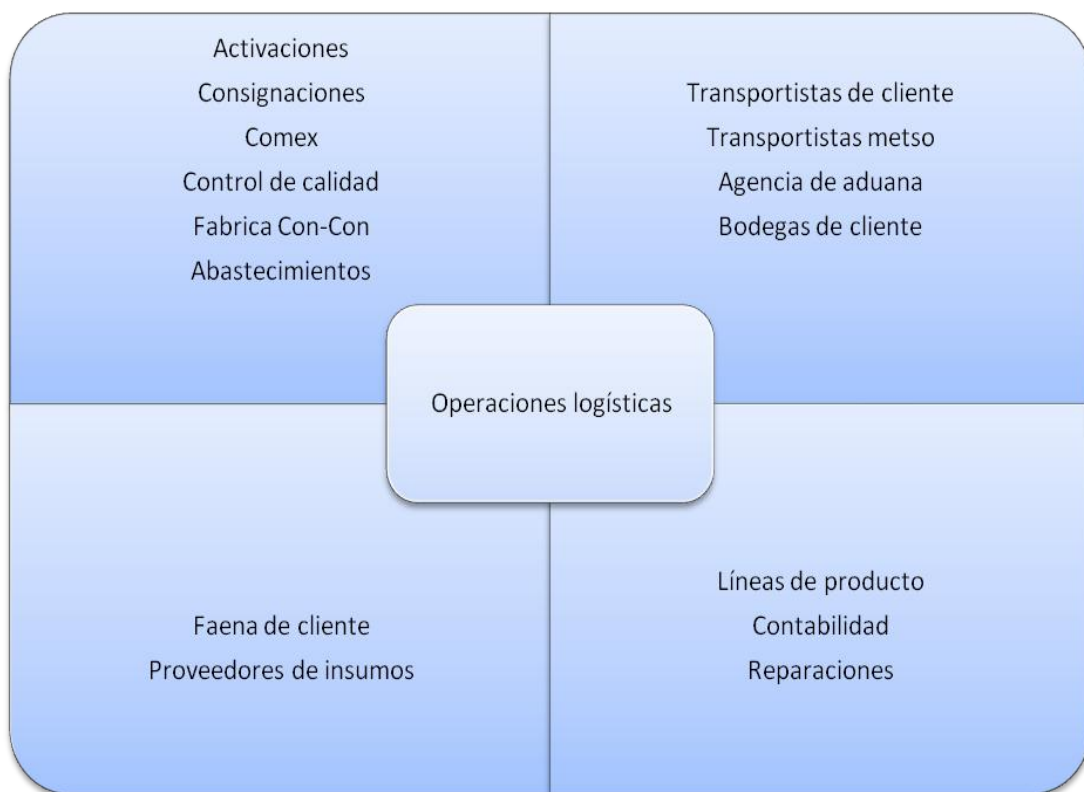 Activaciones
Consignaciones
Comex
Control de calidad
Fabrica Con-Con
Abastecimientos
Transportistas de cliente
Transportistas metso
Agencia de aduana
Bodegas de cliente
Operaciones logísticas
Faena de cliente
Proveedores de insumos
Líneas de producto
Contabilidad
Reparaciones